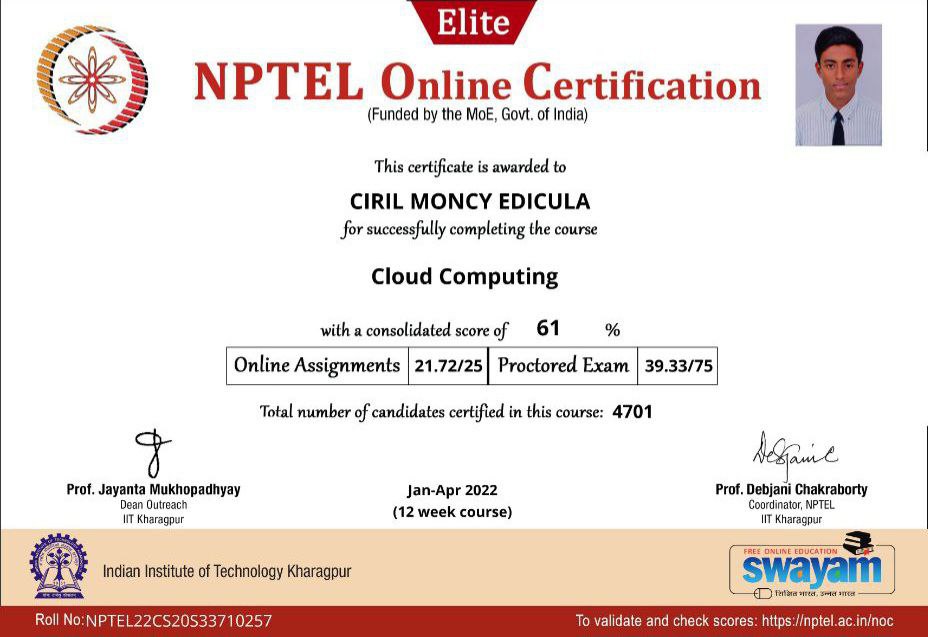 Elite
NPTEL Online Certification
(Funded by the MoE, Govt. of India)
This certificate is awarded to
CIRIL MONCY EDICULA
for successfully completing the course
Cloud Computing
with a consolidated score of 61 %
Online Assignments 21.72/25 Proctored Exam 39.33/75
Total number of candidates certified in this course: 4701
Prof. Jayanta Mukhopadhyay
Dean Outreach
IIT Kharagpur
Jan-Apr 2022
(12 week course)
Prof. Debjani Chakraborty
Coordinator, NPTEL
IIT Kharagpur
Indian Institute of Technology Kharagpur
FREE ONLINE EDUCATION
swayam
शिक्षित भारत, उन्नत भारत
Roll No:NPTEL22CS20S33710257
To validate and check scores: https://nptel.ac.in/noc